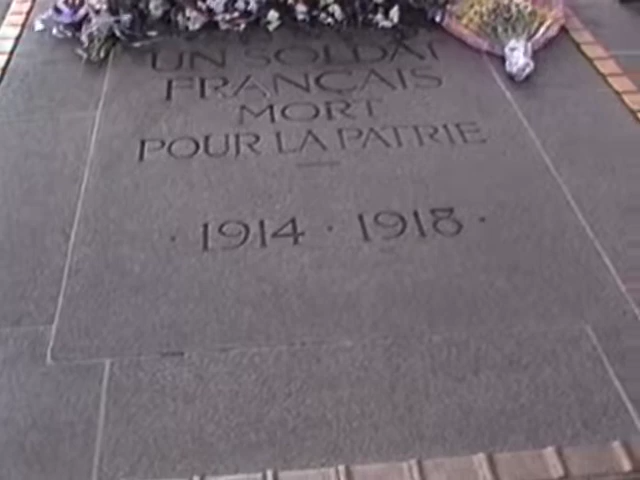 UN SOLDAT
FRANÇAIS
MORT
POUR LA PATRIE
· 1914 · 1918 ·